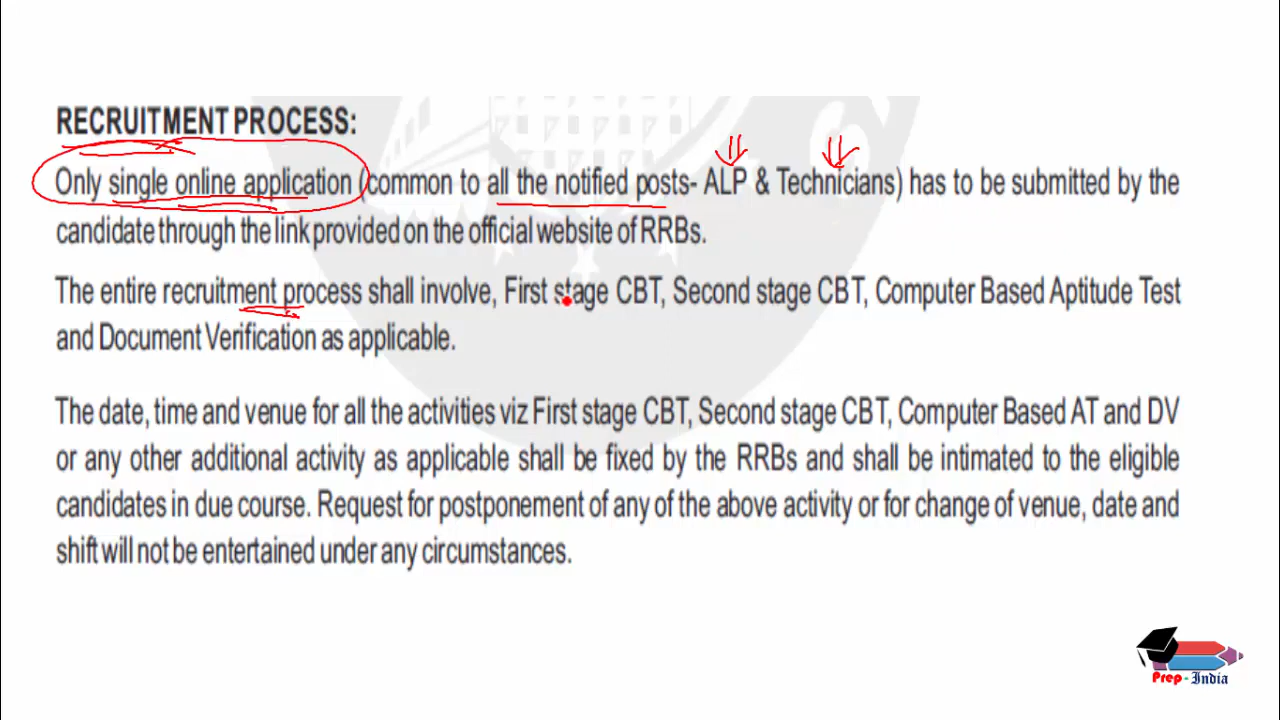 RECRUITMENT PROCESS:
Only single online application (common to all the notified posts- ALP & Technicians) has to be submitted by the
candidate through the link provided on the official website of RRBs.
The entire recruitment process shall involve, First stage CBT, Second stage CBT, Computer Based Aptitude Test
and Document Verification as applicable.
The date, time and venue for all the activities viz First stage CBT, Second stage CBT, Computer Based AT and DV
or any other additional activity as applicable shall be fixed by the RRBs and shall be intimated to the eligible
candidates in due course. Request for postponement of any of the above activity or for change of venue, date and
shift will not be entertained under any circumstances.
Prep - India